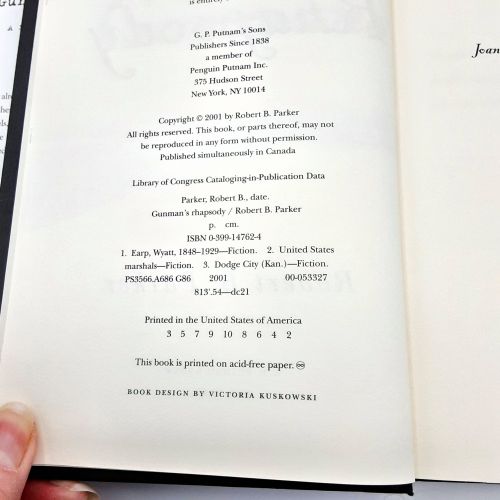 is entirely
G. P. Putnam's Sons
Publishers Since 1838
a member of
Penguin Putnam Inc.
375 Hudson Street
New York, NY 10014
Copyright © 2001 by Robert B. Parker
All rights reserved. This book, or parts thereof, may not
be reproduced in any form without permission.
Published simultaneously in Canada
Library of Congress Cataloging-in-Publication Data
Parker, Robert B., date.
Gunman's rhapsody / Robert B. Parker
p. cm.
ISBN 0-399-14762-4
1. Earp, Wyatt, 1848–1929—Fiction. 2. United States
marshals—Fiction. 3. Dodge City (Kan.)—Fiction.
PS3566.A686 G86 2001 00-053327
813'.54—dc21
Printed in the United States of America
3 5 7 9 10 8 6 4 2
This book is printed on acid-free paper. ♾
BOOK DESIGN BY VICTORIA KUSKOWSKI
Joan